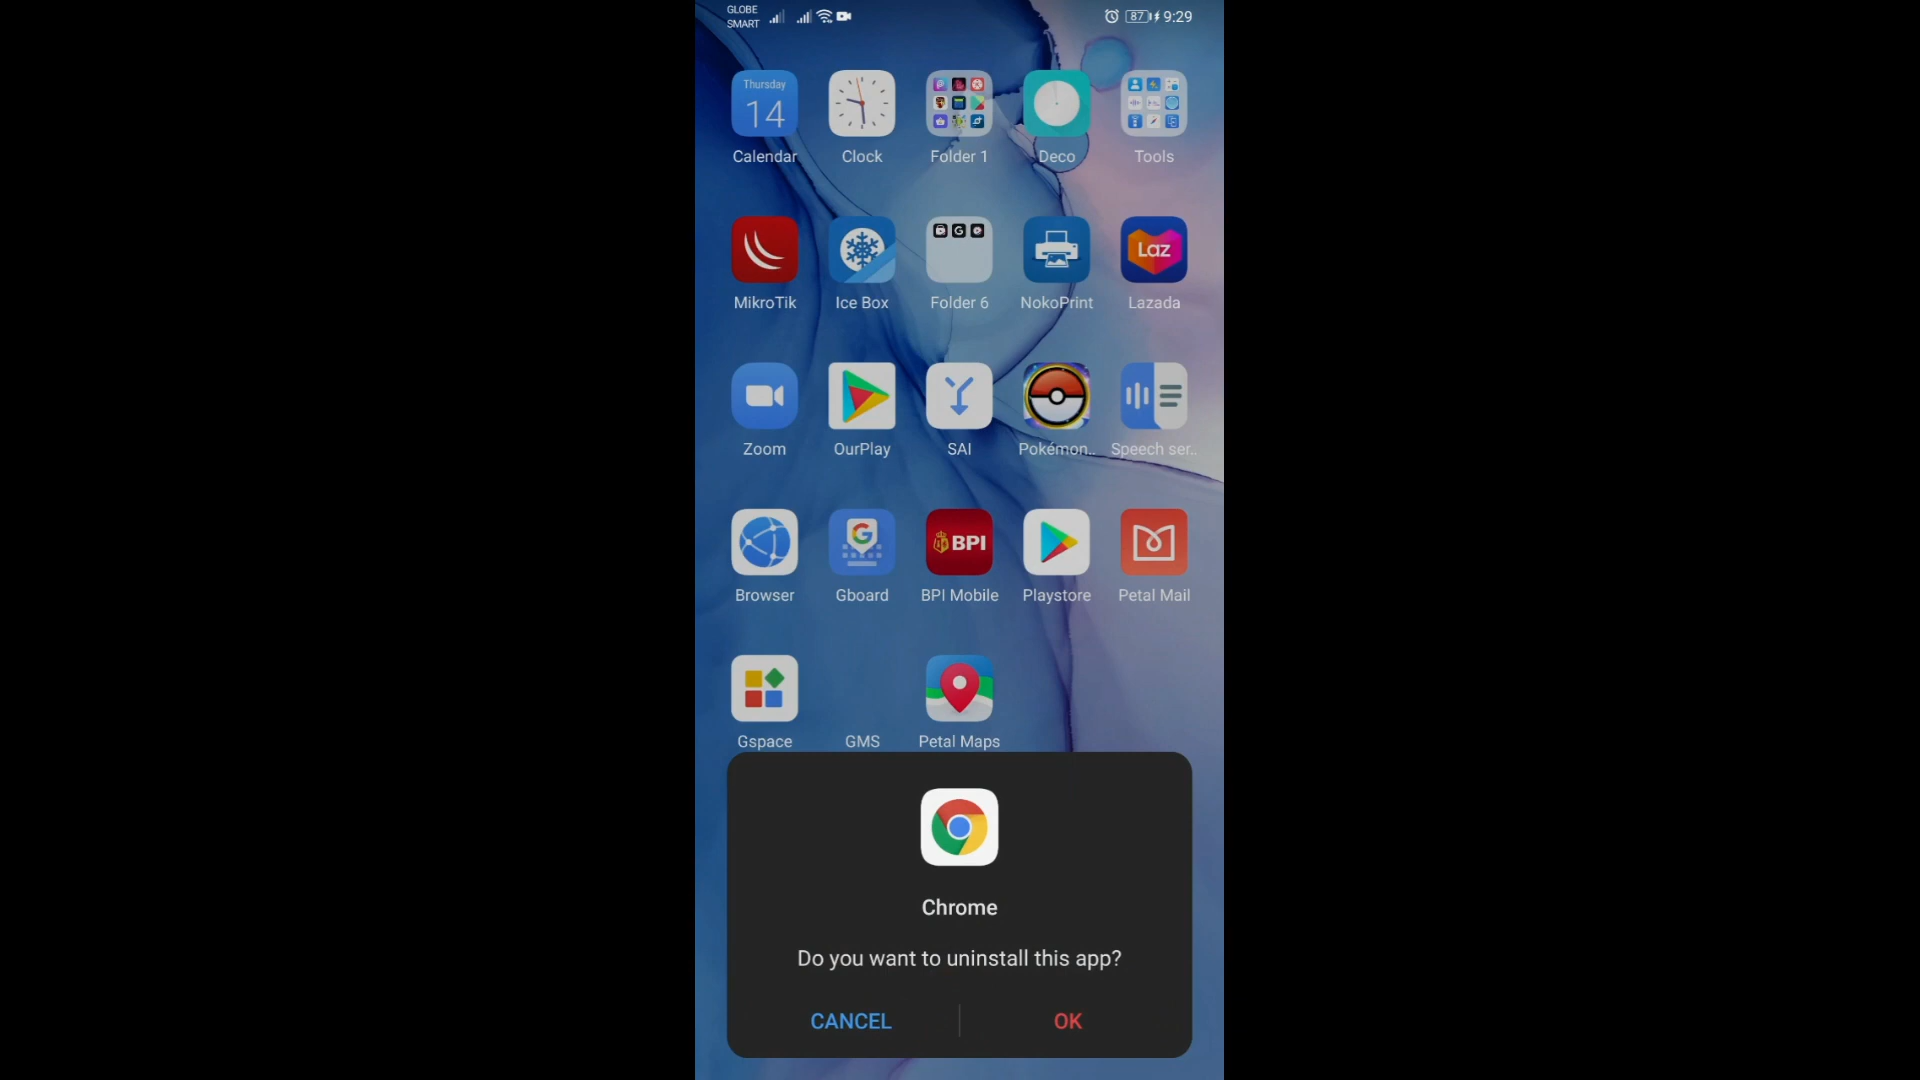 GLOBE
SMART
87 9:29
Thursday
14
Calendar Clock Folder 1 Deco Tools
Laz
MikroTik Ice Box Folder 6 NokoPrint Lazada
Zoom OurPlay SAI Pokémon.. Speech ser..
G
BPI
Browser Gboard BPI Mobile Playstore Petal Mail
Gspace GMS Petal Maps
Chrome
Do you want to uninstall this app?
CANCEL OK